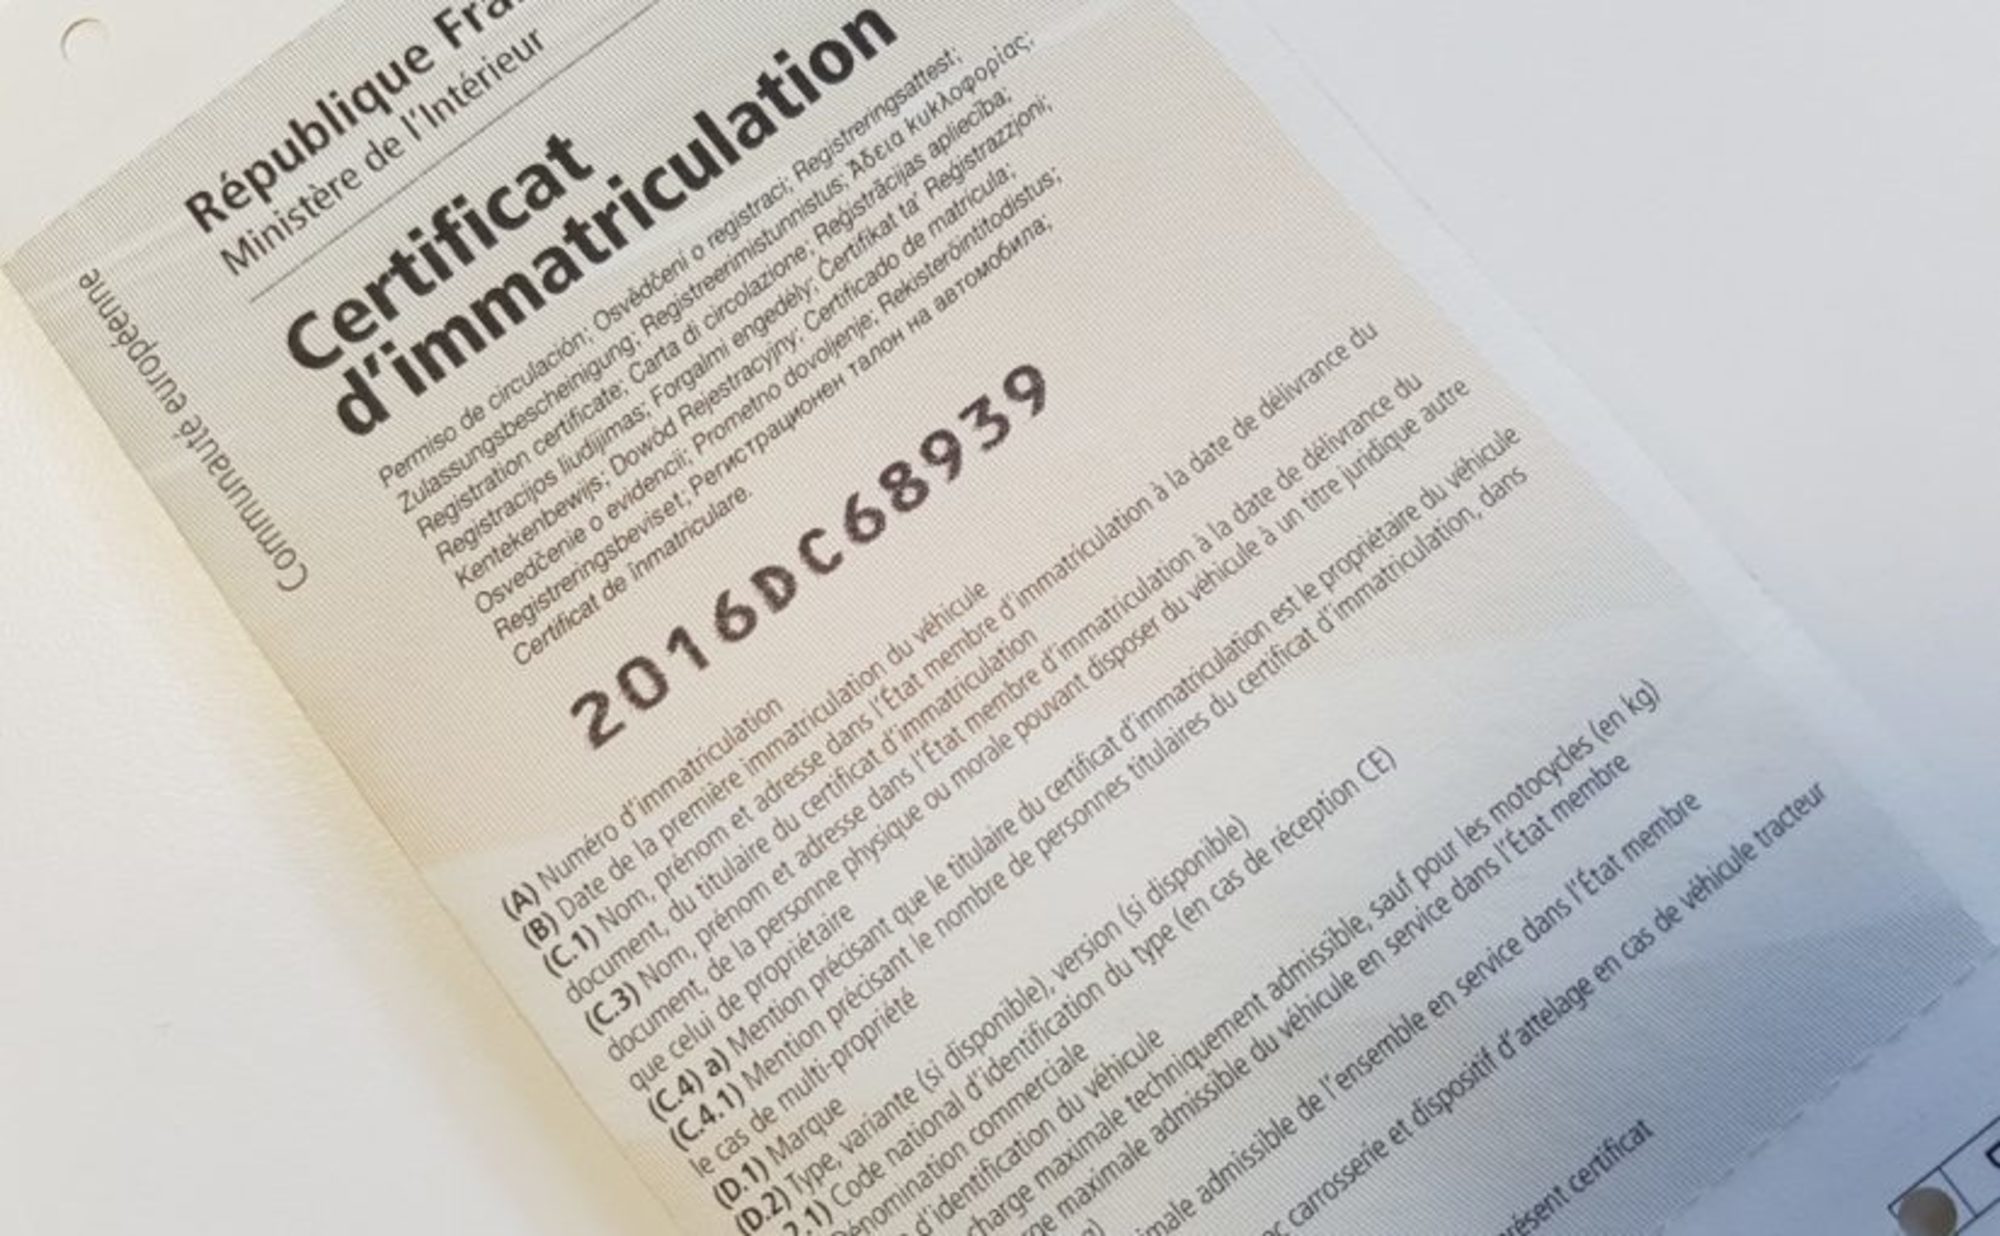 République Fra
Ministère de l'Intérieur
Certificat
d'immatriculation
Communauté européenne
Permiso de circulación; Osvědčení o registraci; Registreringsattest;
Zulassungsbescheinigung; Registreerimistunnistus; Άδεια κυκλοφορίας;
Registration certificate; Carta di circolazione; Reģistrācijas apliecība;
Registracijos liudijimas; Forgalmi engedély; Ċertifikat ta' Reġistrazzjoni;
Kentekenbewijs; Dowòd Rejestracyjny; Certificado de matrícula;
Osvedčenie o evidencii; Prometno dovoljenje; Rekisteröintitodistus;
Registreringsbeviset; Регистрационен талон на автомобила;
Certificat de înmatriculare.
2016DC68939
(A) Numéro d'immatriculation
(B) Date de la première immatriculation du véhicule
(C.1) Nom, prénom et adresse dans l'État membre d'immatriculation à la date de délivrance du
document, du titulaire du certificat d'immatriculation
(C.3) Nom, prénom et adresse dans l'État membre d'immatriculation à la date de délivrance du
document, de la personne physique ou morale pouvant disposer du véhicule à un titre juridique autre
que celui de propriétaire
(C.4) a) Mention précisant que le titulaire du certificat d'immatriculation est le propriétaire du véhicule
(C.4.1) Mention précisant le nombre de personnes titulaires du certificat d'immatriculation, dans
le cas de multi-propriété
(D.1) Marque
(D.2) Type, variante (si disponible), version (si disponible)
2.1) Code national d'identification du type (en cas de réception CE)
Dénomination commerciale
d'identification du véhicule
charge maximale techniquement admissible, sauf pour les motocycles (en kg)
ge maximale admissible du véhicule en service dans l'État membre
g)
imale admissible de l'ensemble en service dans l'État membre
c carrosserie et dispositif d'attelage en cas de véhicule tracteur
résent certificat